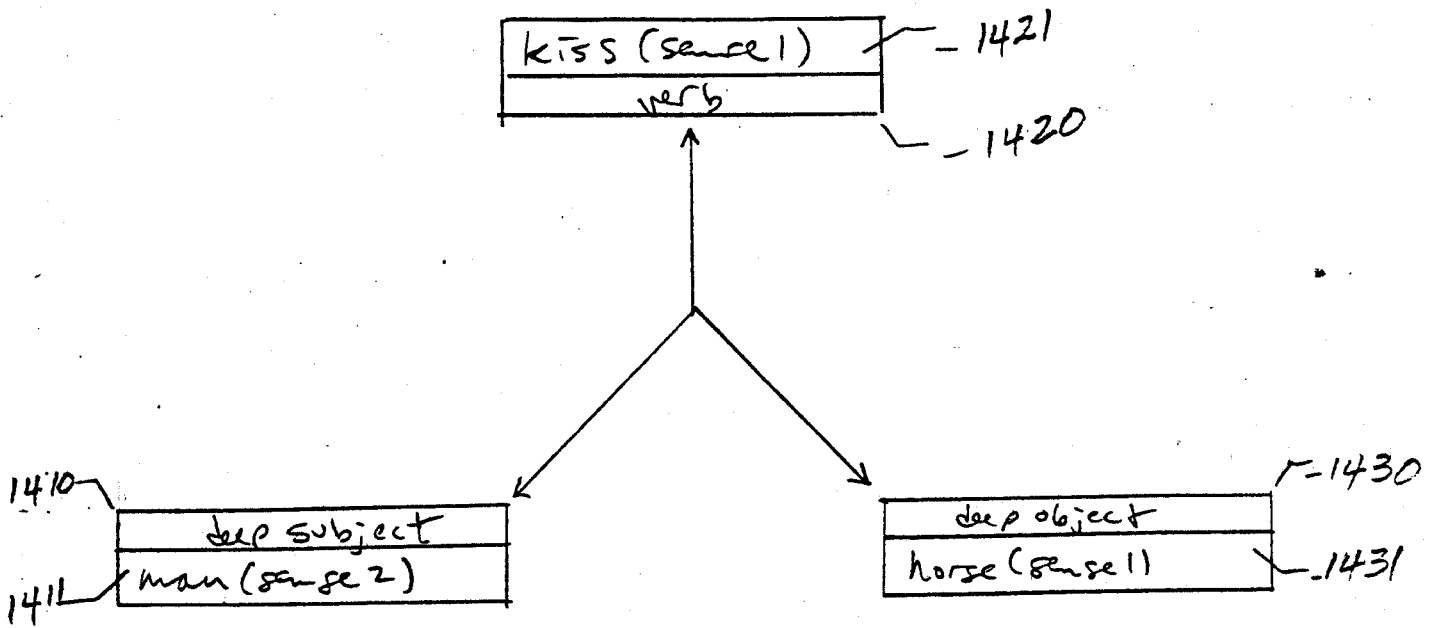 kiss (sense 1)
1421
verb
1420
1410
deep subject
man (sense 2)
1411
1430
deep object
horse (sense 1)
1431